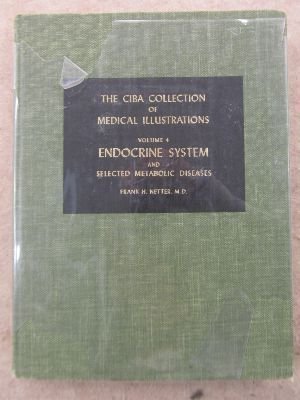 THE CIBA COLLECTION
OF
MEDICAL ILLUSTRATIONS
VOLUME 4
ENDOCRINE SYSTEM
AND
SELECTED METABOLIC DISEASES
FRANK H. NETTER, M.D.